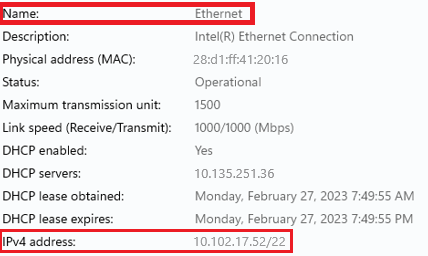 Name: Ethernet
Description: Intel(R) Ethernet Connection
Physical address (MAC): 28:d1:ff:41:20:16
Status: Operational
Maximum transmission unit: 1500
Link speed (Receive/Transmit): 1000/1000 (Mbps)
DHCP enabled: Yes
DHCP servers: 10.135.251.36
DHCP lease obtained: Monday, February 27, 2023 7:49:55 AM
DHCP lease expires: Monday, February 27, 2023 7:49:55 PM
IPv4 address: 10.102.17.52/22